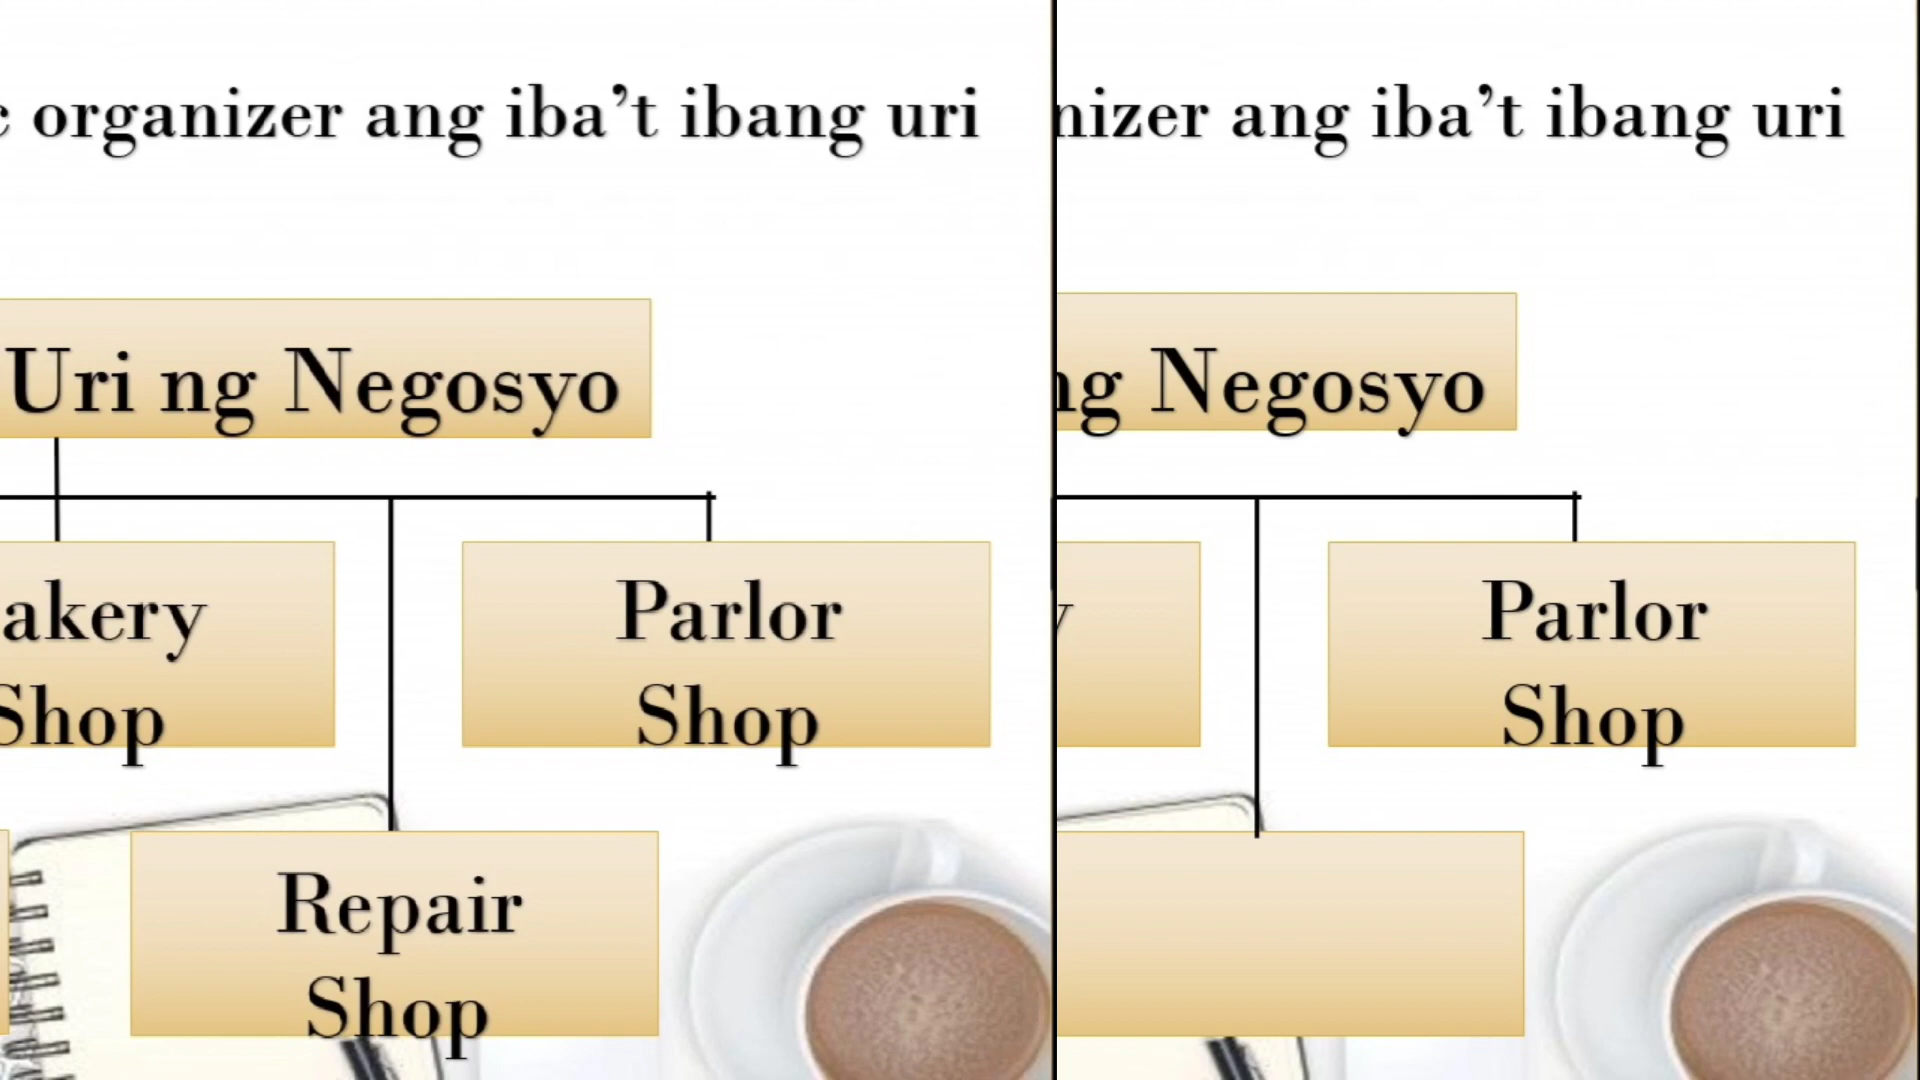 organizer ang iba’t ibang uri
Uri ng Negosyo
akery
Shop
Parlor
Shop
Repair
Shop
nizer ang iba’t ibang uri
ng Negosyo
Parlor
Shop